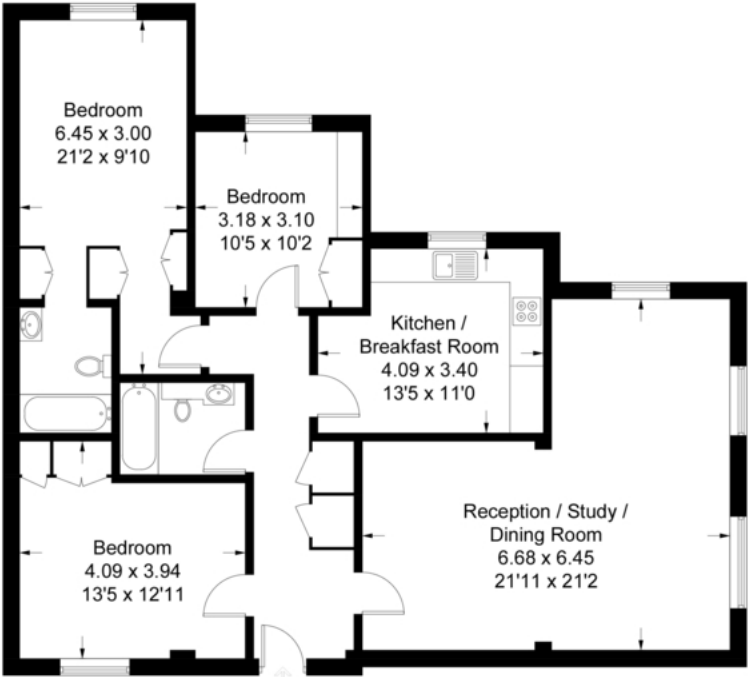 Bedroom
6.45 x 3.00
21'2 x 9'10
Bedroom
3.18 x 3.10
10'5 x 10'2
Kitchen /
Breakfast Room
4.09 x 3.40
13'5 x 11'0
Reception / Study /
Dining Room
6.68 x 6.45
21'11 x 21'2
Bedroom
4.09 x 3.94
13'5 x 12'11